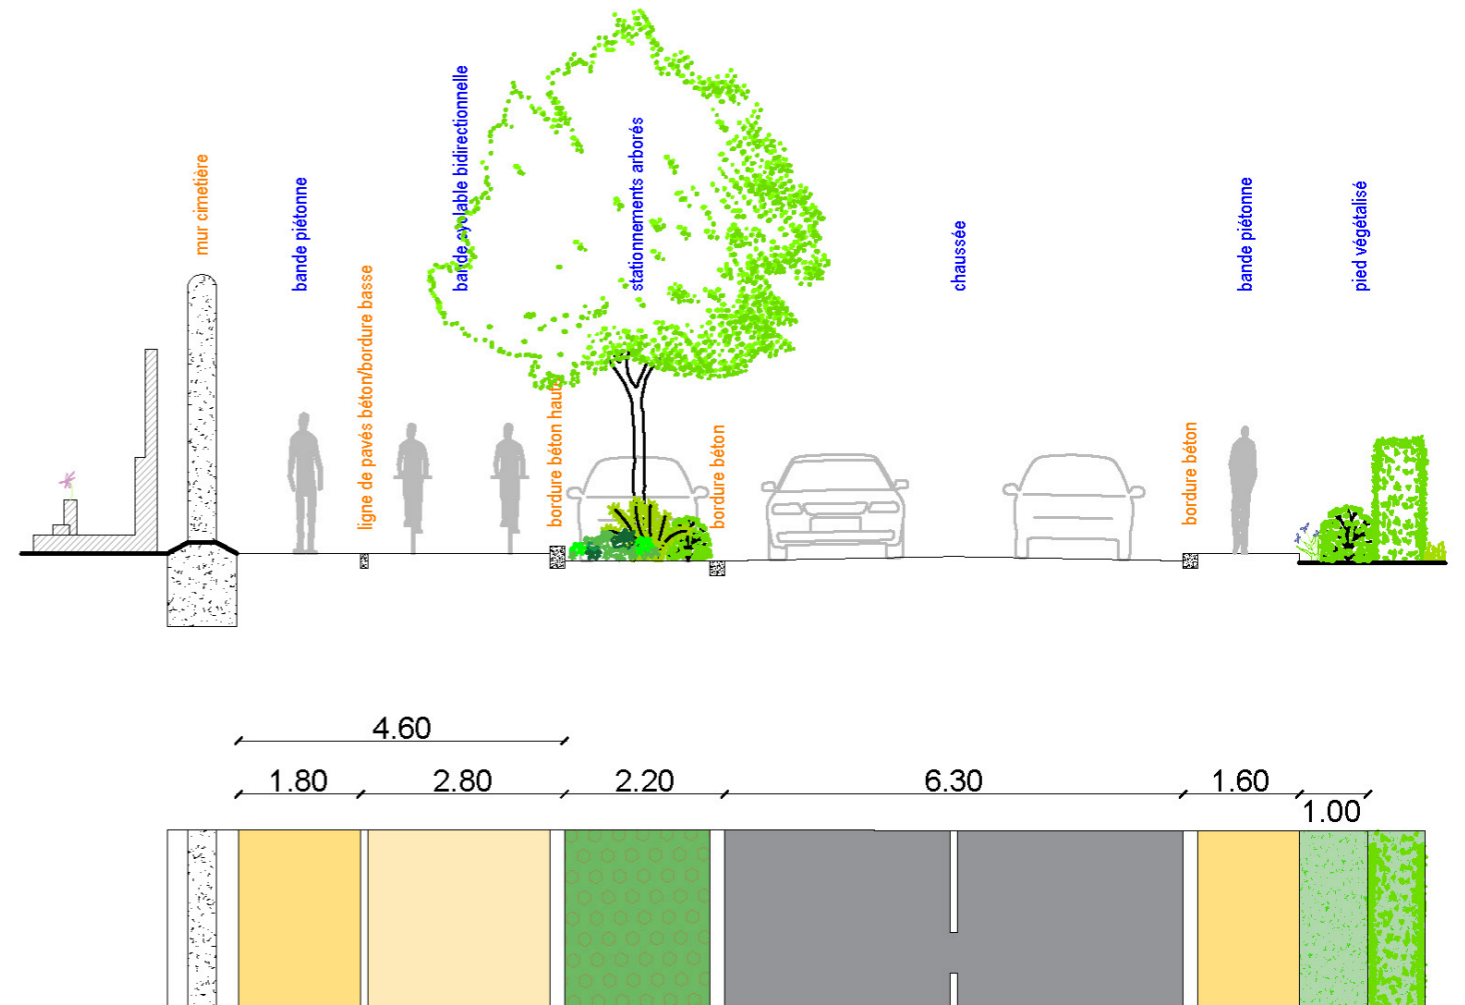 mur cimetière
bande piétonne
ligne de pavés béton/bordure basse
bande cyclable bidirectionnelle
bordure béton haute
stationnements arborés
bordure béton
chaussée
bordure béton
bande piétonne
pied végétalisé
4.60
1.80
2.80
2.20
6.30
1.60
1.00